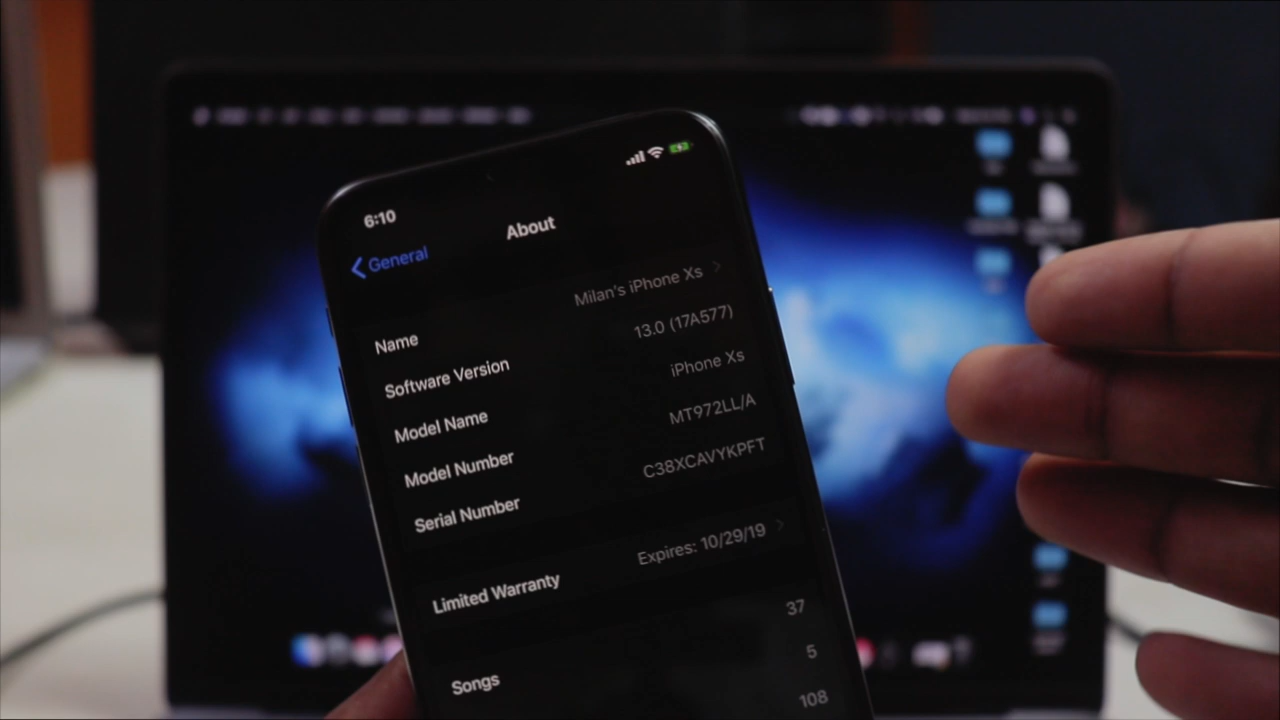 6:10
General
About
Name
Milan's iPhone Xs
Software Version
13.0 (17A577)
Model Name
iPhone Xs
Model Number
MT972LL/A
Serial Number
C38XCAVYKPFT
Limited Warranty
Expires: 10/29/19
Songs
37
5
108